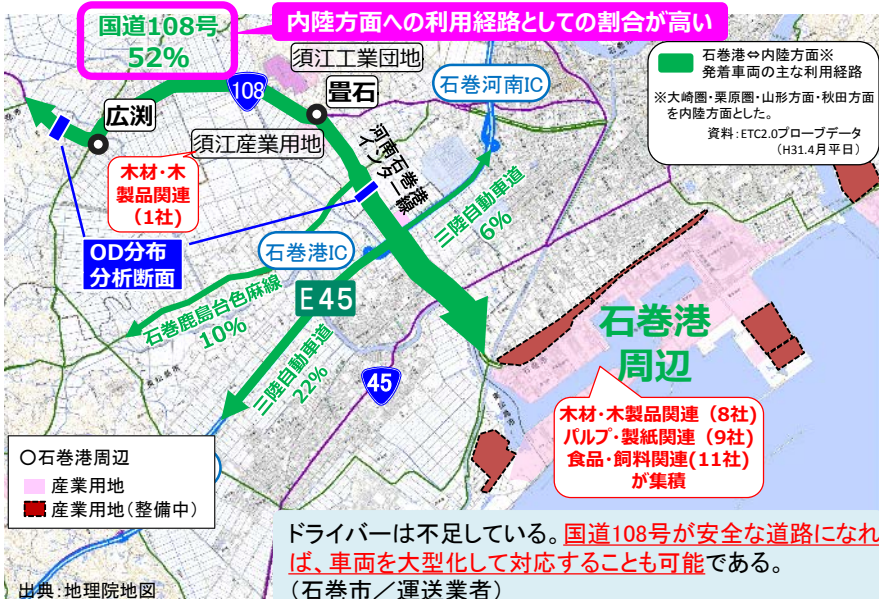 国道108号
52%
内陸方面への利用経路としての割合が高い
須江工業団地
石巻河南IC
石巻港⇔内陸方面※
発着車両の主な利用経路
※大崎圏・栗原圏・山形方面・秋田方面
を内陸方面とした。
資料:ETC2.0プローブデータ
(H31.4月平日)
108
畳石
広渕
須江産業用地
河南石巻港
インター線
木材・木
製品関連
(1社)
三陸自動車道
6%
OD分布
分析断面
石巻港IC
E45
石巻鹿島台色麻線
10%
三陸自動車道
22%
45
石巻港
周辺
木材・木製品関連(8社)
パルプ・製紙関連(9社)
食品・飼料関連(11社)
が集積
○石巻港周辺
産業用地
産業用地(整備中)
ドライバーは不足している。国道108号が安全な道路になれ
ば、車両を大型化して対応することも可能である。
(石巻市/運送業者)
出典:地理院地図